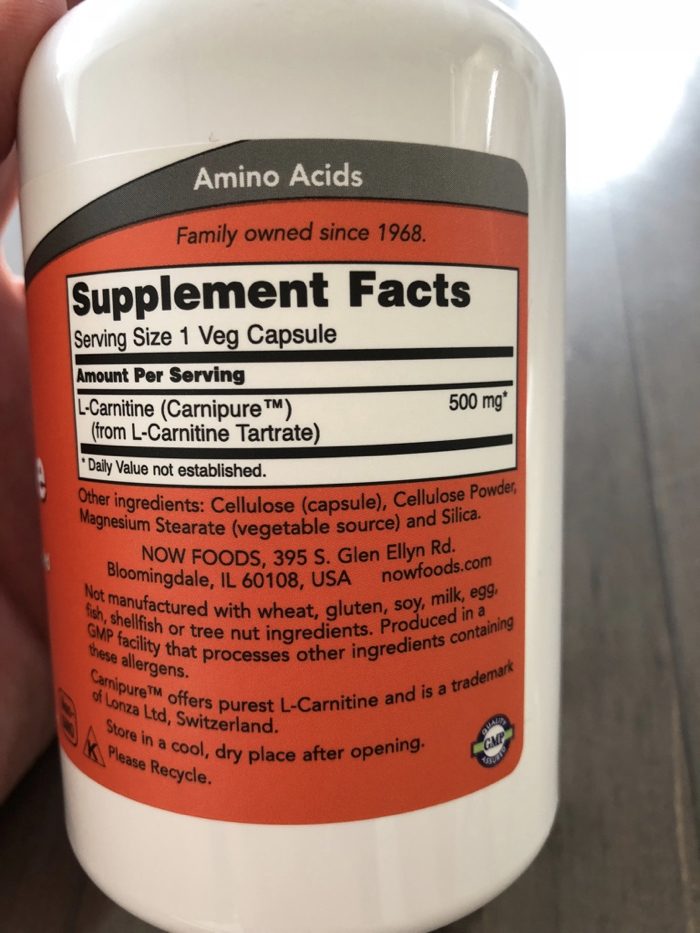 Amino Acids
Family owned since 1968.
Supplement Facts
Serving Size 1 Veg Capsule
Amount Per Serving
L-Carnitine (Carnipure™) 500 mg*
(from L-Carnitine Tartrate)
* Daily Value not established.
Other ingredients: Cellulose (capsule), Cellulose Powder,
Magnesium Stearate (vegetable source) and Silica.
NOW FOODS, 395 S. Glen Ellyn Rd.
Bloomingdale, IL 60108, USA nowfoods.com
Not manufactured with wheat, gluten, soy, milk, egg,
fish, shellfish or tree nut ingredients. Produced in a
GMP facility that processes other ingredients containing
these allergens.
Carnipure™ offers purest L-Carnitine and is a trademark
of Lonza Ltd, Switzerland.
Store in a cool, dry place after opening.
Please Recycle.
K
QUALITY
GMP
ASSURED
e